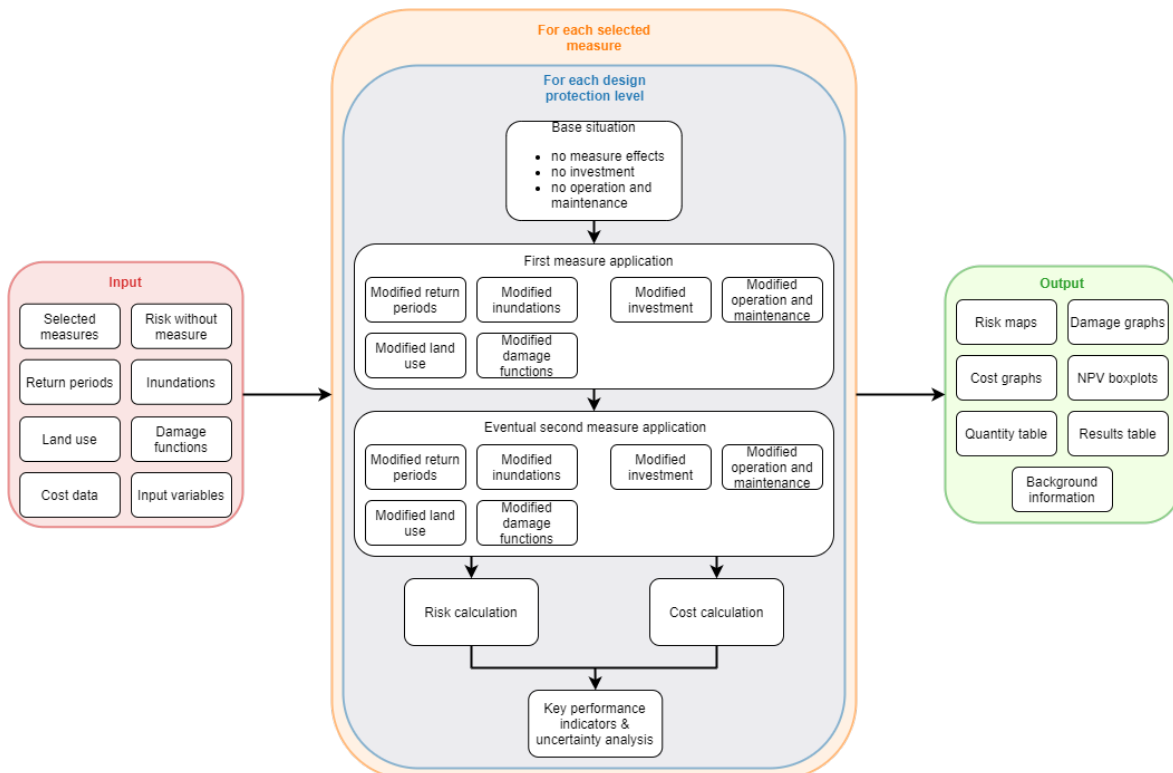 For each selected
measure
For each design
protection level
Base situation
• no measure effects
• no investment
• no operation and
maintenance
First measure application
Modified return
periods
Modified
inundations
Modified
investment
Modified
operation and
maintenance
Modified land
use
Modified
damage
functions
Eventual second measure application
Modified return
periods
Modified
inundations
Modified
investment
Modified
operation and
maintenance
Modified land
use
Modified
damage
functions
Risk calculation
Cost calculation
Key performance
indicators &
uncertainty analysis
Input
Selected
measures
Risk without
measure
Return periods
Inundations
Land use
Damage
functions
Cost data
Input variables
Output
Risk maps
Damage graphs
Cost graphs
NPV boxplots
Quantity table
Results table
Background
information